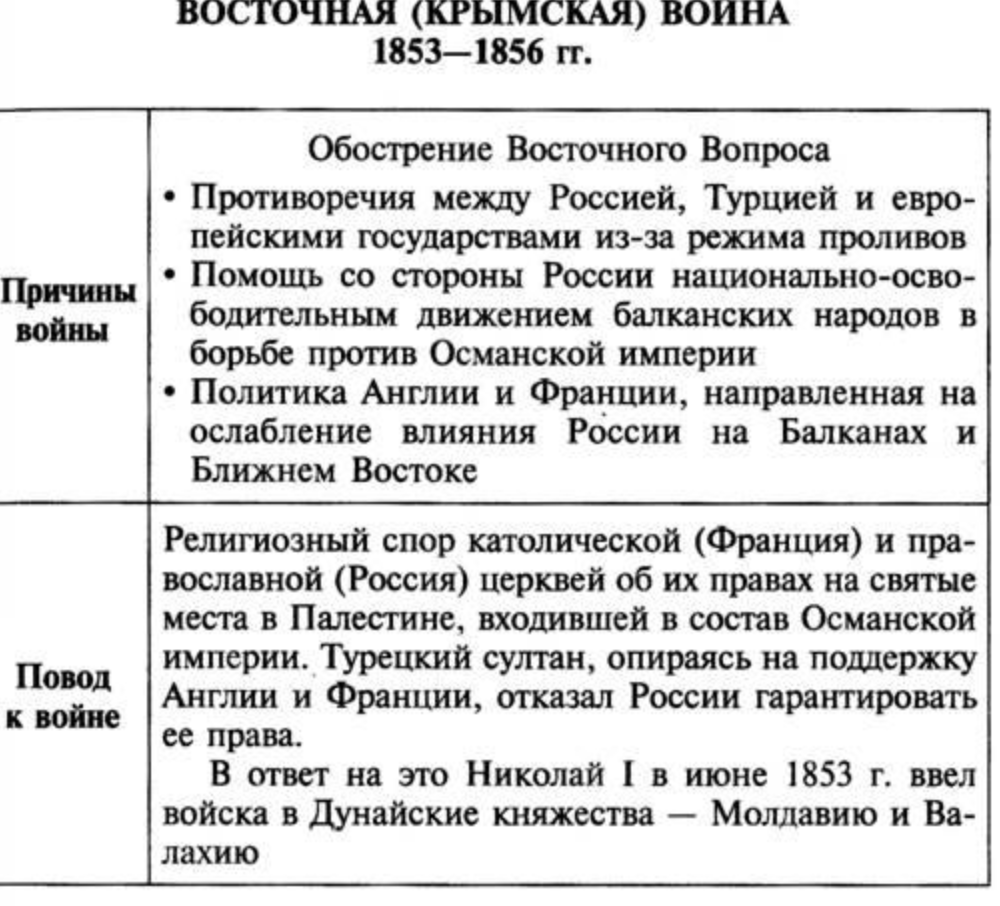 ВОСТОЧНАЯ (КРЫМСКАЯ) ВОЙНА
1853—1856 гг.
Причины
войны
Обострение Восточного Вопроса
• Противоречия между Россией, Турцией и евро-
пейскими государствами из-за режима проливов
• Помощь со стороны России национально-осво-
бодительным движением балканских народов в
борьбе против Османской империи
• Политика Англии и Франции, направленная на
ослабление влияния России на Балканах и
Ближнем Востоке
Повод
к войне
Религиозный спор католической (Франция) и пра-
вославной (Россия) церквей об их правах на святые
места в Палестине, входившей в состав Османской
империи. Турецкий султан, опираясь на поддержку
Англии и Франции, отказал России гарантировать
ее права.
В ответ на это Николай I в июне 1853 г. ввел
войска в Дунайские княжества — Молдавию и Ва-
лахию